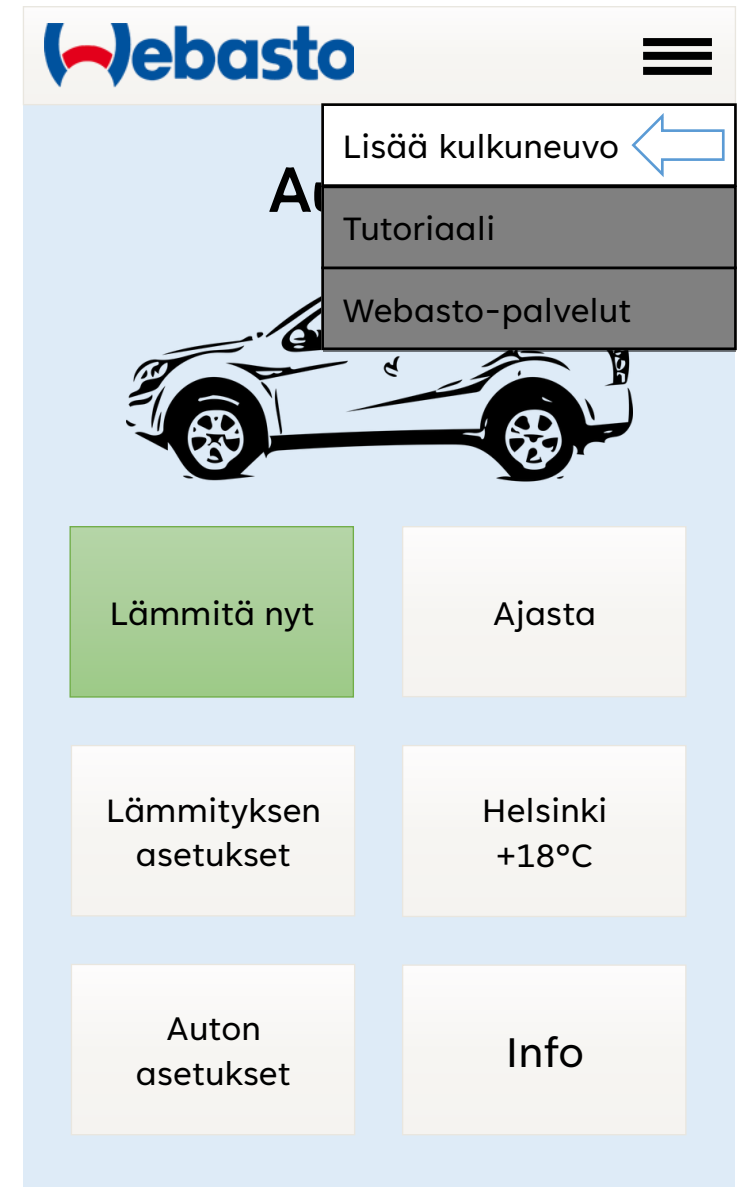 Webasto
Lisää kulkuneuvo
Tutoriaali
Webasto-palvelut
Lämmitä nyt
Ajasta
Lämmityksen
asetukset
Helsinki
+18°C
Auton
asetukset
Info